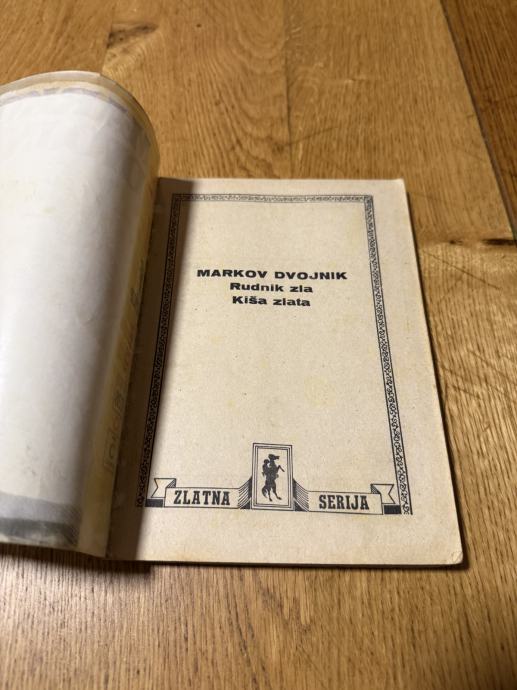 MARKOV DVOJNIK
Rudnik zla
Kiša zlata
ZLATNA SERIJA